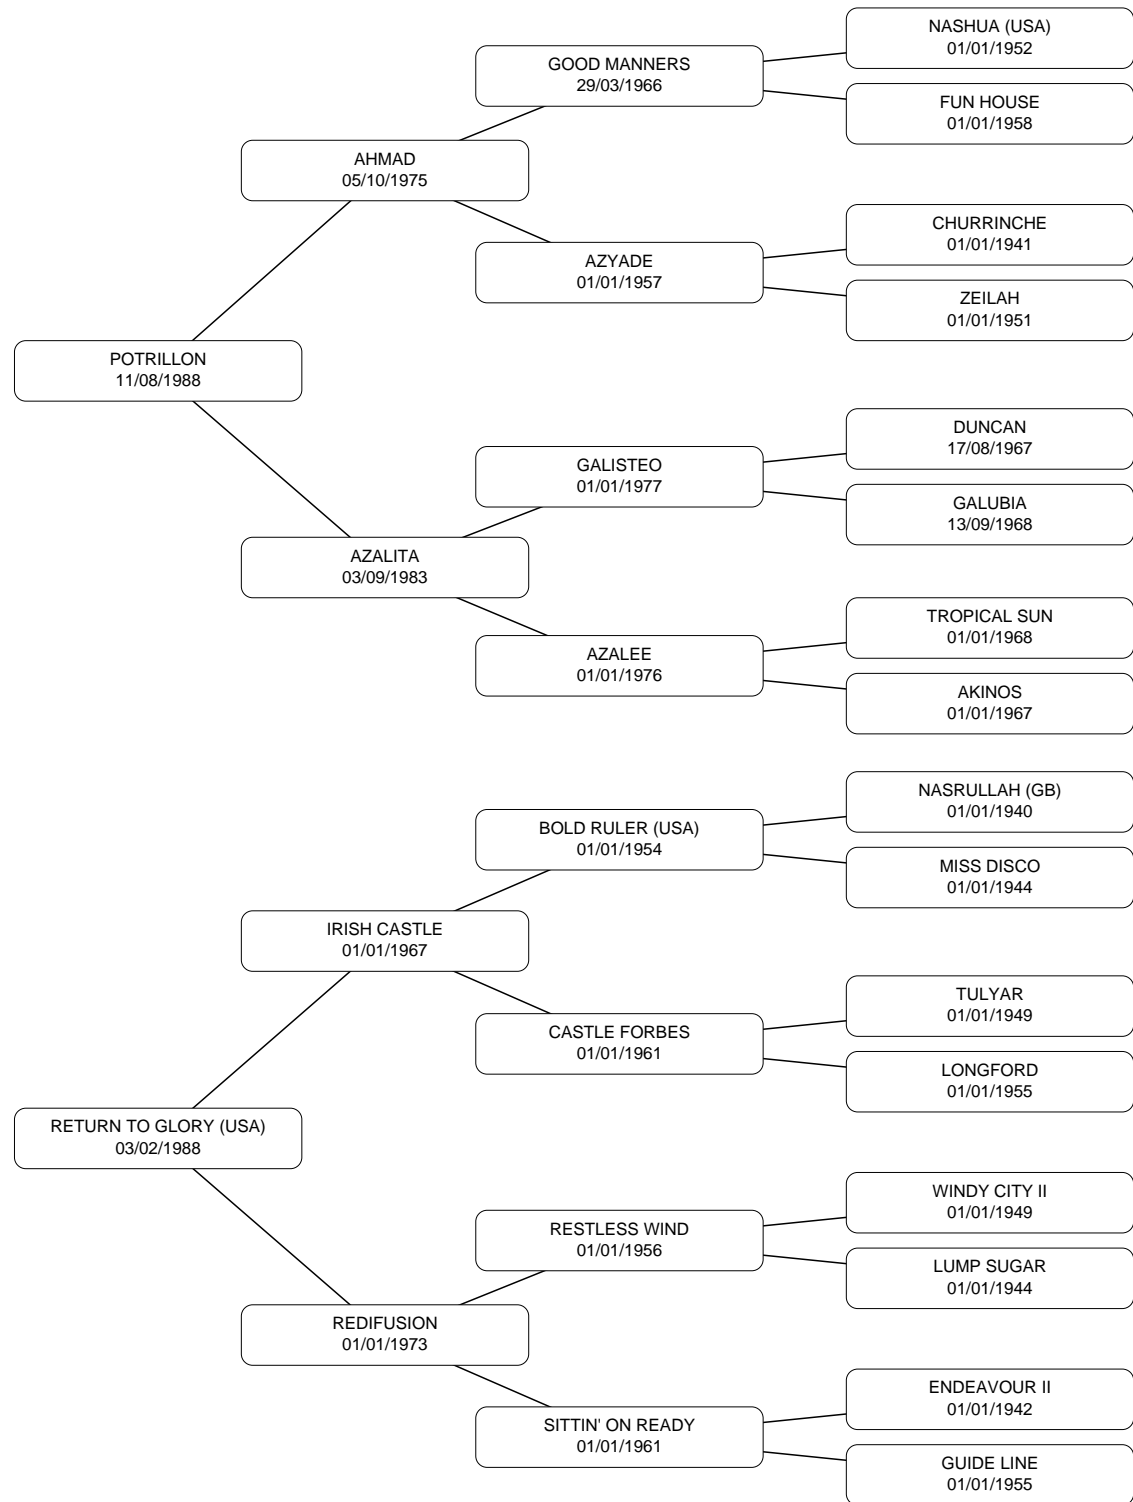 NASHUA (USA)
01/01/1952
GOOD MANNERS
29/03/1966
FUN HOUSE
01/01/1958
AHMAD
05/10/1975
CHURRINCHE
01/01/1941
AZYADE
01/01/1957
ZEILAH
01/01/1951
POTRILLON
11/08/1988
DUNCAN
17/08/1967
GALISTEO
01/01/1977
GALUBIA
13/09/1968
AZALITA
03/09/1983
TROPICAL SUN
01/01/1968
AZALEE
01/01/1976
AKINOS
01/01/1967
NASRULLAH (GB)
01/01/1940
BOLD RULER (USA)
01/01/1954
MISS DISCO
01/01/1944
IRISH CASTLE
01/01/1967
TULYAR
01/01/1949
CASTLE FORBES
01/01/1961
LONGFORD
01/01/1955
RETURN TO GLORY (USA)
03/02/1988
WINDY CITY II
01/01/1949
RESTLESS WIND
01/01/1956
LUMP SUGAR
01/01/1944
REDIFUSION
01/01/1973
ENDEAVOUR II
01/01/1942
SITTIN' ON READY
01/01/1961
GUIDE LINE
01/01/1955